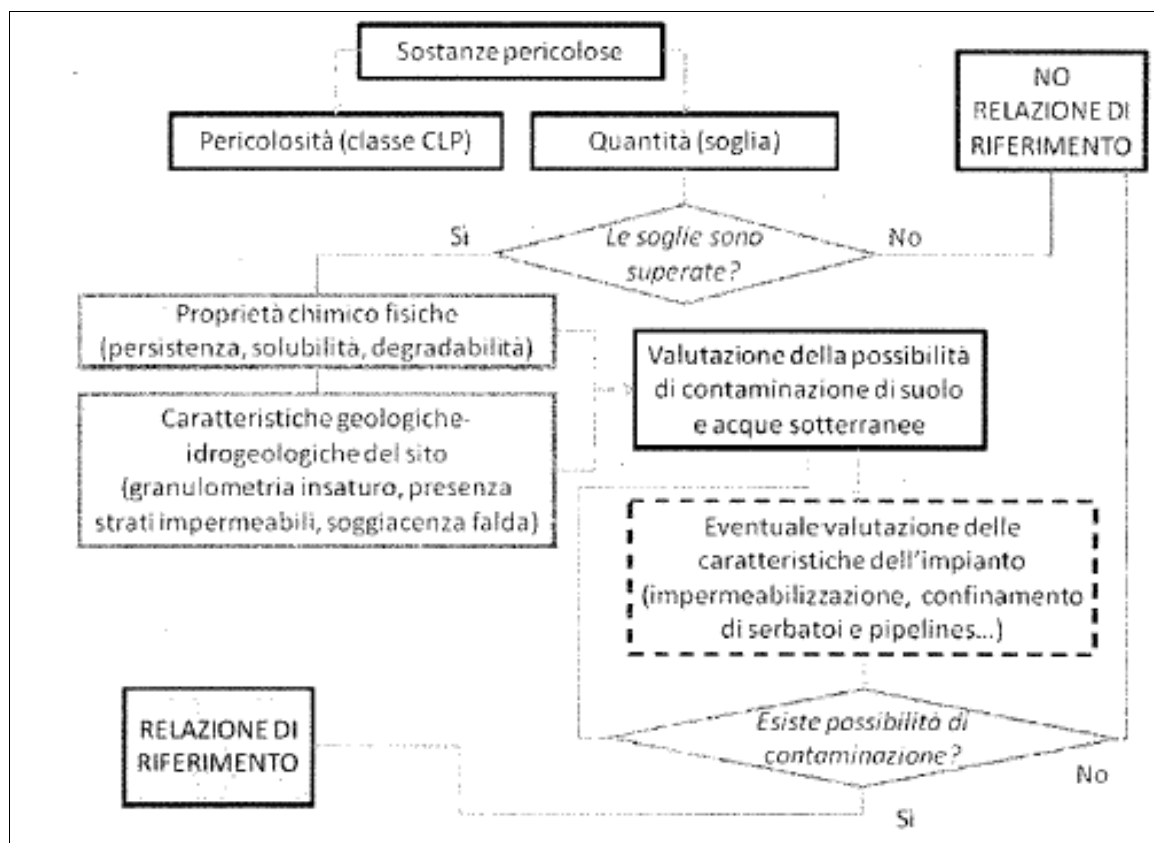 Sostanze pericolose
NO
RELAZIONE DI
RIFERIMENTO
Pericolosità (classe CLP)
Quantità (soglia)
Sì
Le soglie sono
superate?
No
Proprietà chimico fisiche
(persistenza, solubilità, degradabilità)
Valutazione della possibilità
di contaminazione di suolo
e acque sotterranee
Caratteristiche geologiche-
idrogeologiche del sito
(granulometria insaturo, presenza
strati impermeabili, soggiacenza falda)
Eventuale valutazione delle
caratteristiche dell'impianto
(impermeabilizzazione, confinamento
di serbatoi e pipelines...)
RELAZIONE DI
RIFERIMENTO
Esiste possibilità di
contaminazione?
No
Sì